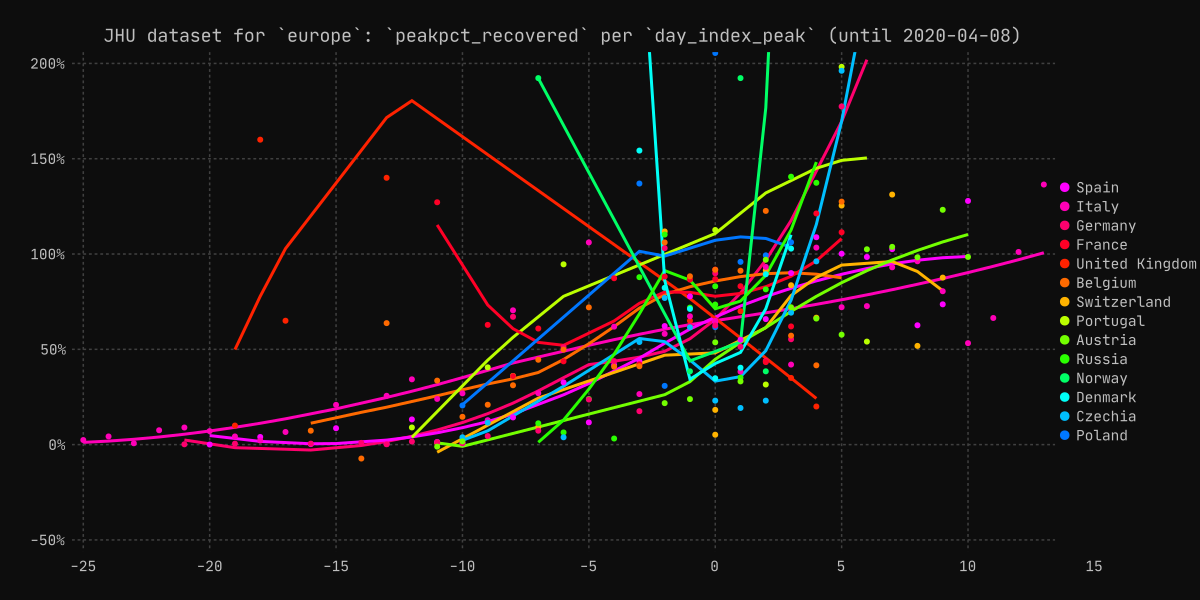 JHU dataset for `europe`: `peakpct_recovered` per `day_index_peak` (until 2020-04-08)
200%
150%
100%
50%
0%
-50%
-25
-20
-15
-10
-5
0
5
10
15
Spain
Italy
Germany
France
United Kingdom
Belgium
Switzerland
Portugal
Austria
Russia
Norway
Denmark
Czechia
Poland